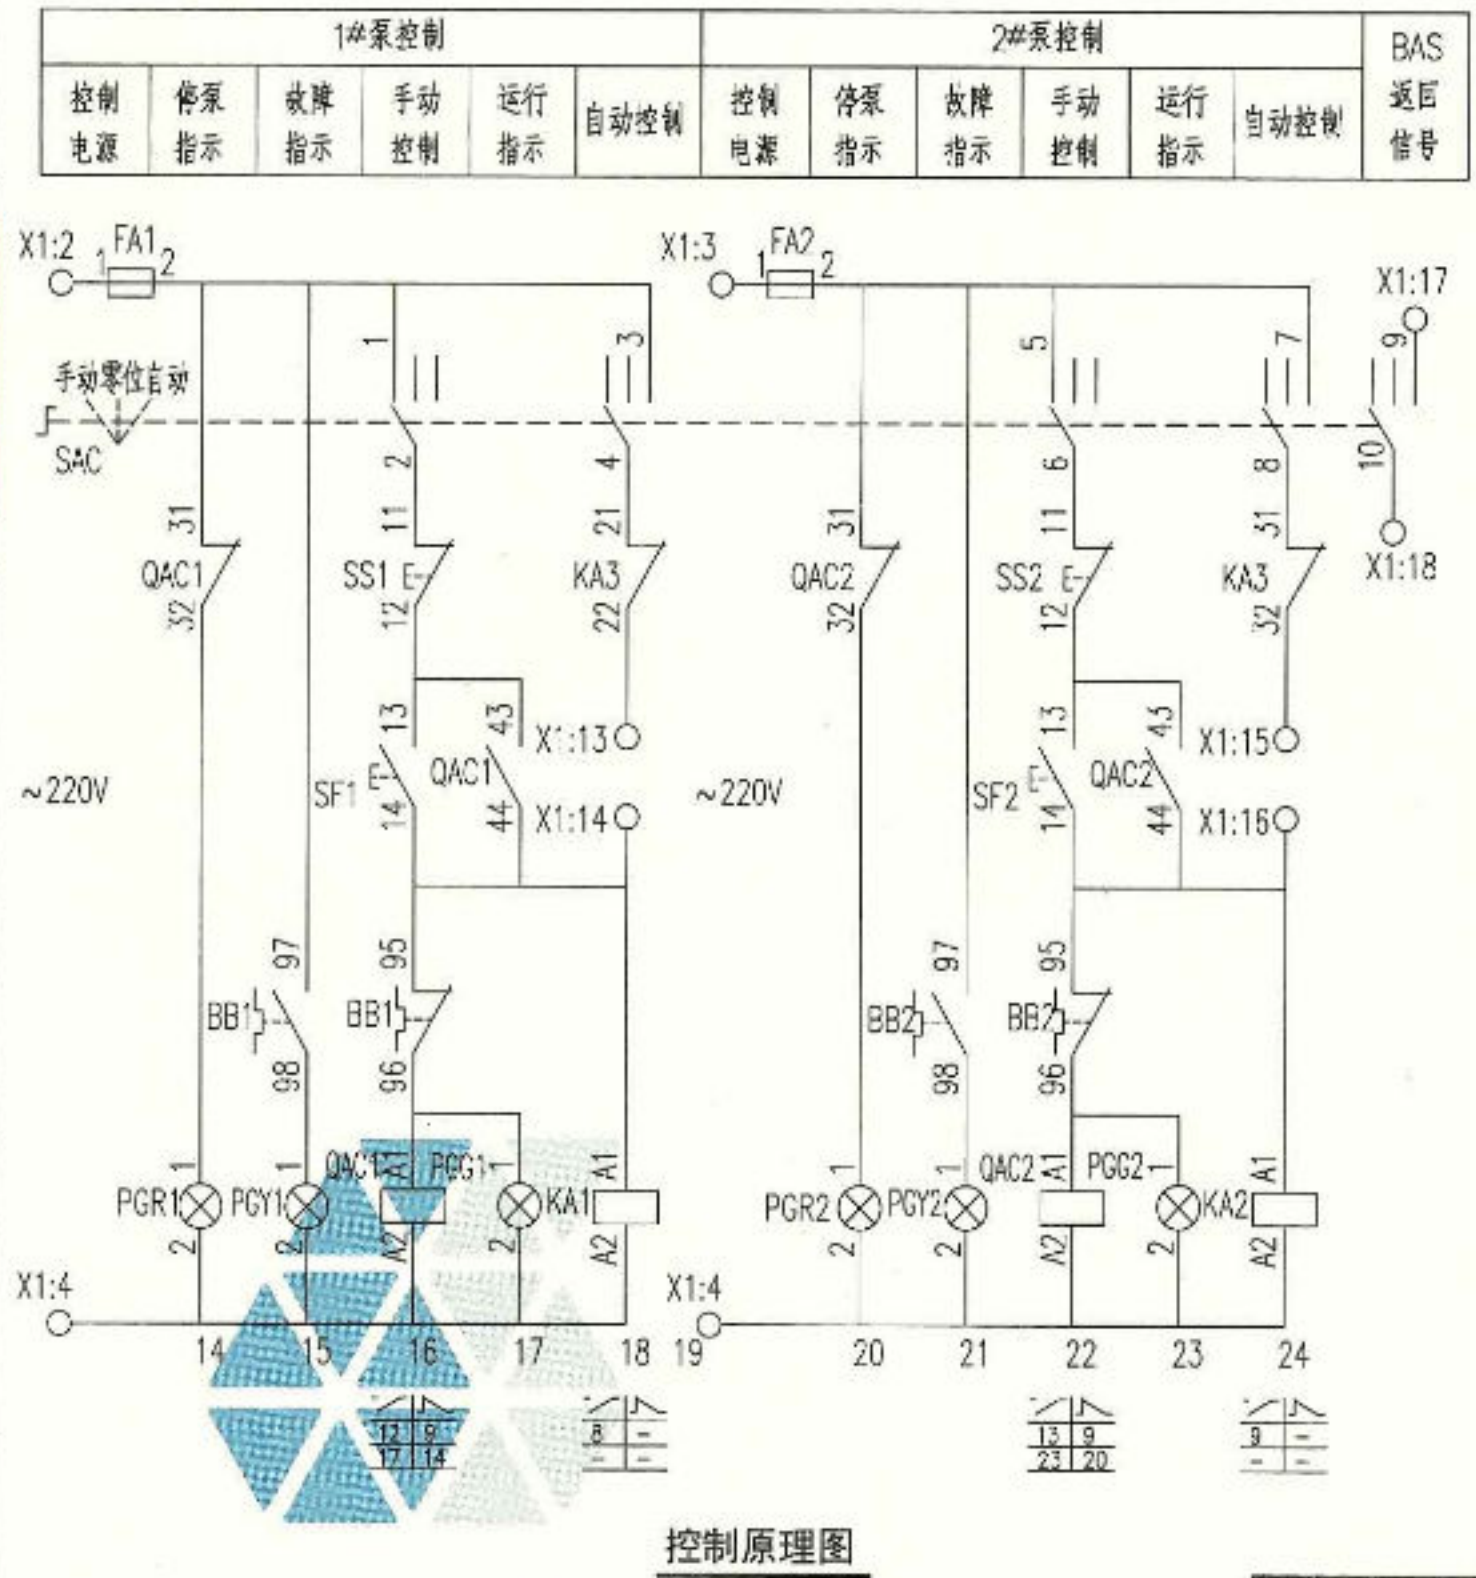 1#泵控制
2#泵控制
BAS
返回
信号
控制
电源
停泵
指示
故障
指示
手动
控制
运行
指示
自动控制
控制
电源
停泵
指示
故障
指示
手动
控制
运行
指示
自动控制
X1:2
1
FA1
2
X1:3
1
FA2
2
X1:17
1
3
5
7
9
手动零位自动
SAC
2
4
6
8
10
X1:18
31
QAC1
32
11
SS1
12
21
KA3
22
31
QAC2
32
11
SS2
12
31
KA3
32
~220V
13
SF1
14
43
QAC1
44
X1:13
X1:14
~220V
13
SF2
14
43
QAC2
44
X1:15
X1:16
97
BB1
98
95
BB1
96
97
BB2
98
95
BB2
96
1
PGR1
2
1
PGY1
2
QAC1
A1
A2
PGG1
1
2
KA1
A1
A2
1
PGR2
2
1
PGY2
2
QAC2
A1
A2
PGG2
1
2
KA2
A1
A2
X1:4
X1:4
14 15 16 17 18 19 20 21 22 23 24
12 9
17 14
8 -
- -
13 9
23 20
9 -
- -
控制原理图